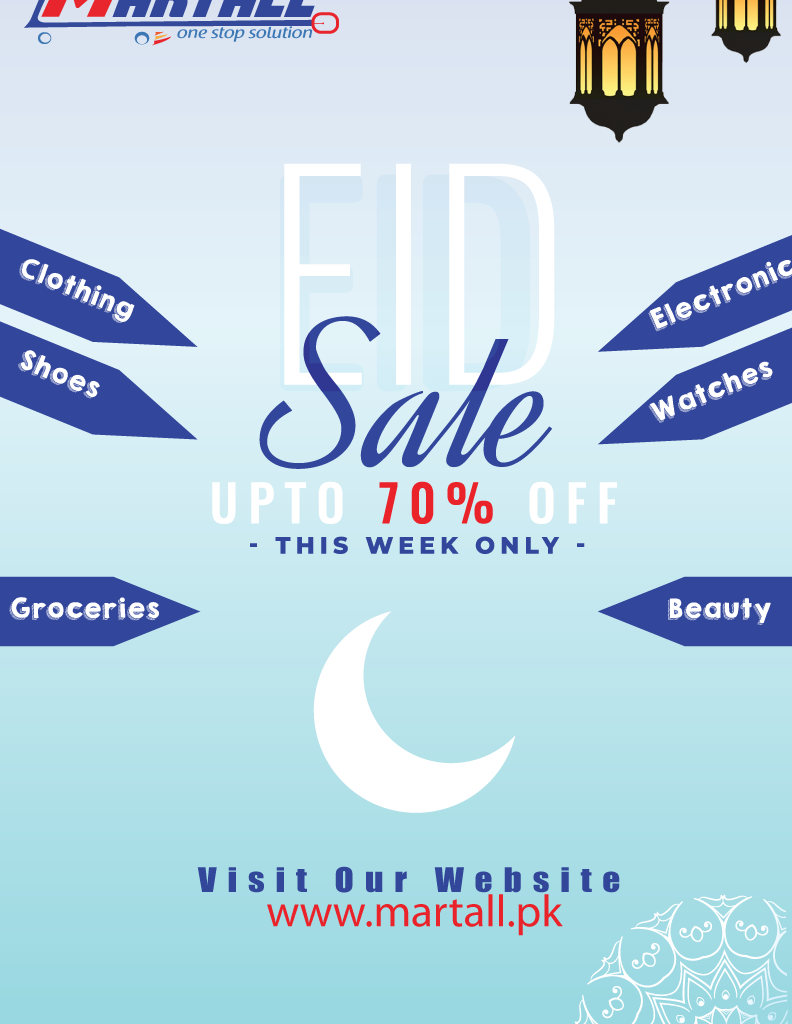 MARTALL
one stop solution
EID
Sale
UPTO 70% OFF
- THIS WEEK ONLY -
Clothing
Shoes
Groceries
Electronic
Watches
Beauty
Visit Our Website
www.martall.pk